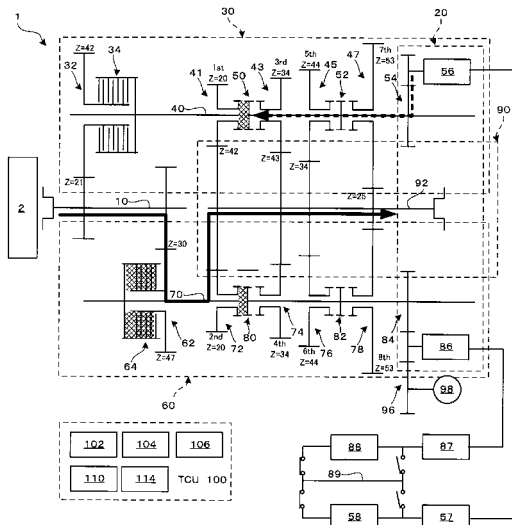 1
30
20
Z=42
34
32
1st
Z=20
41
50
43
3rd
Z=34
5th
Z=44
45
52
47
7th
Z=53
54
56
40
90
Z=42
Z=43
Z=34
Z=21
Z=26
92
2
10
Z=30
70
64
62
Z=47
2nd
Z=20
72
80
74
4th
Z=34
76
6th
Z=44
82
78
8th
Z=53
84
86
96
98
60
102
104
106
110
114
TCU 100
88
87
89
58
57